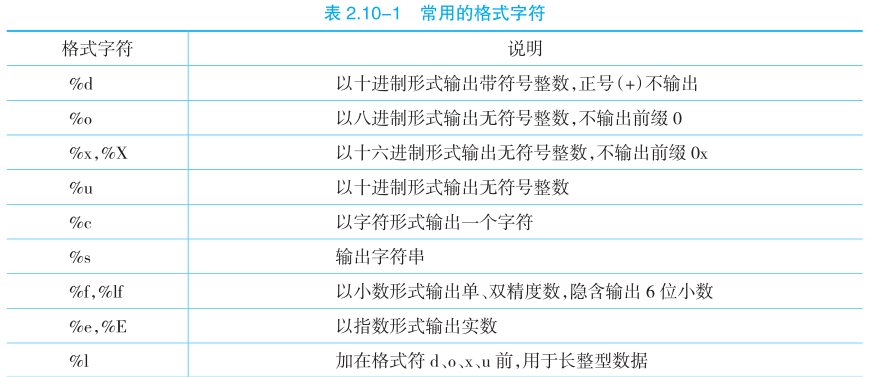 表 2.10-1 常用的格式字符
格式字符 说明
%d 以十进制形式输出带符号整数,正号(+)不输出
%o 以八进制形式输出无符号整数,不输出前缀 0
%x,%X 以十六进制形式输出无符号整数,不输出前缀 0x
%u 以十进制形式输出无符号整数
%c 以字符形式输出一个字符
%s 输出字符串
%f,%lf 以小数形式输出单、双精度数,隐含输出 6 位小数
%e,%E 以指数形式输出实数
%l 加在格式符 d、o、x、u 前,用于长整型数据